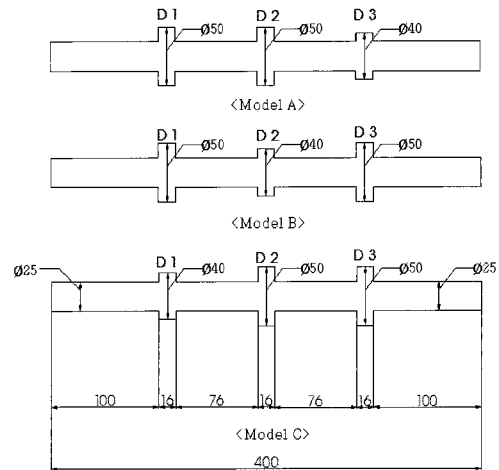 D 1 D 2 D 3
Ø50 Ø50 Ø40
<Model A>
D 1 D 2 D 3
Ø50 Ø40 Ø50
<Model B>
D 1 D 2 D 3
Ø25 Ø40 Ø50 Ø50 Ø25
100 16 76 16 76 16 100
<Model C>
400